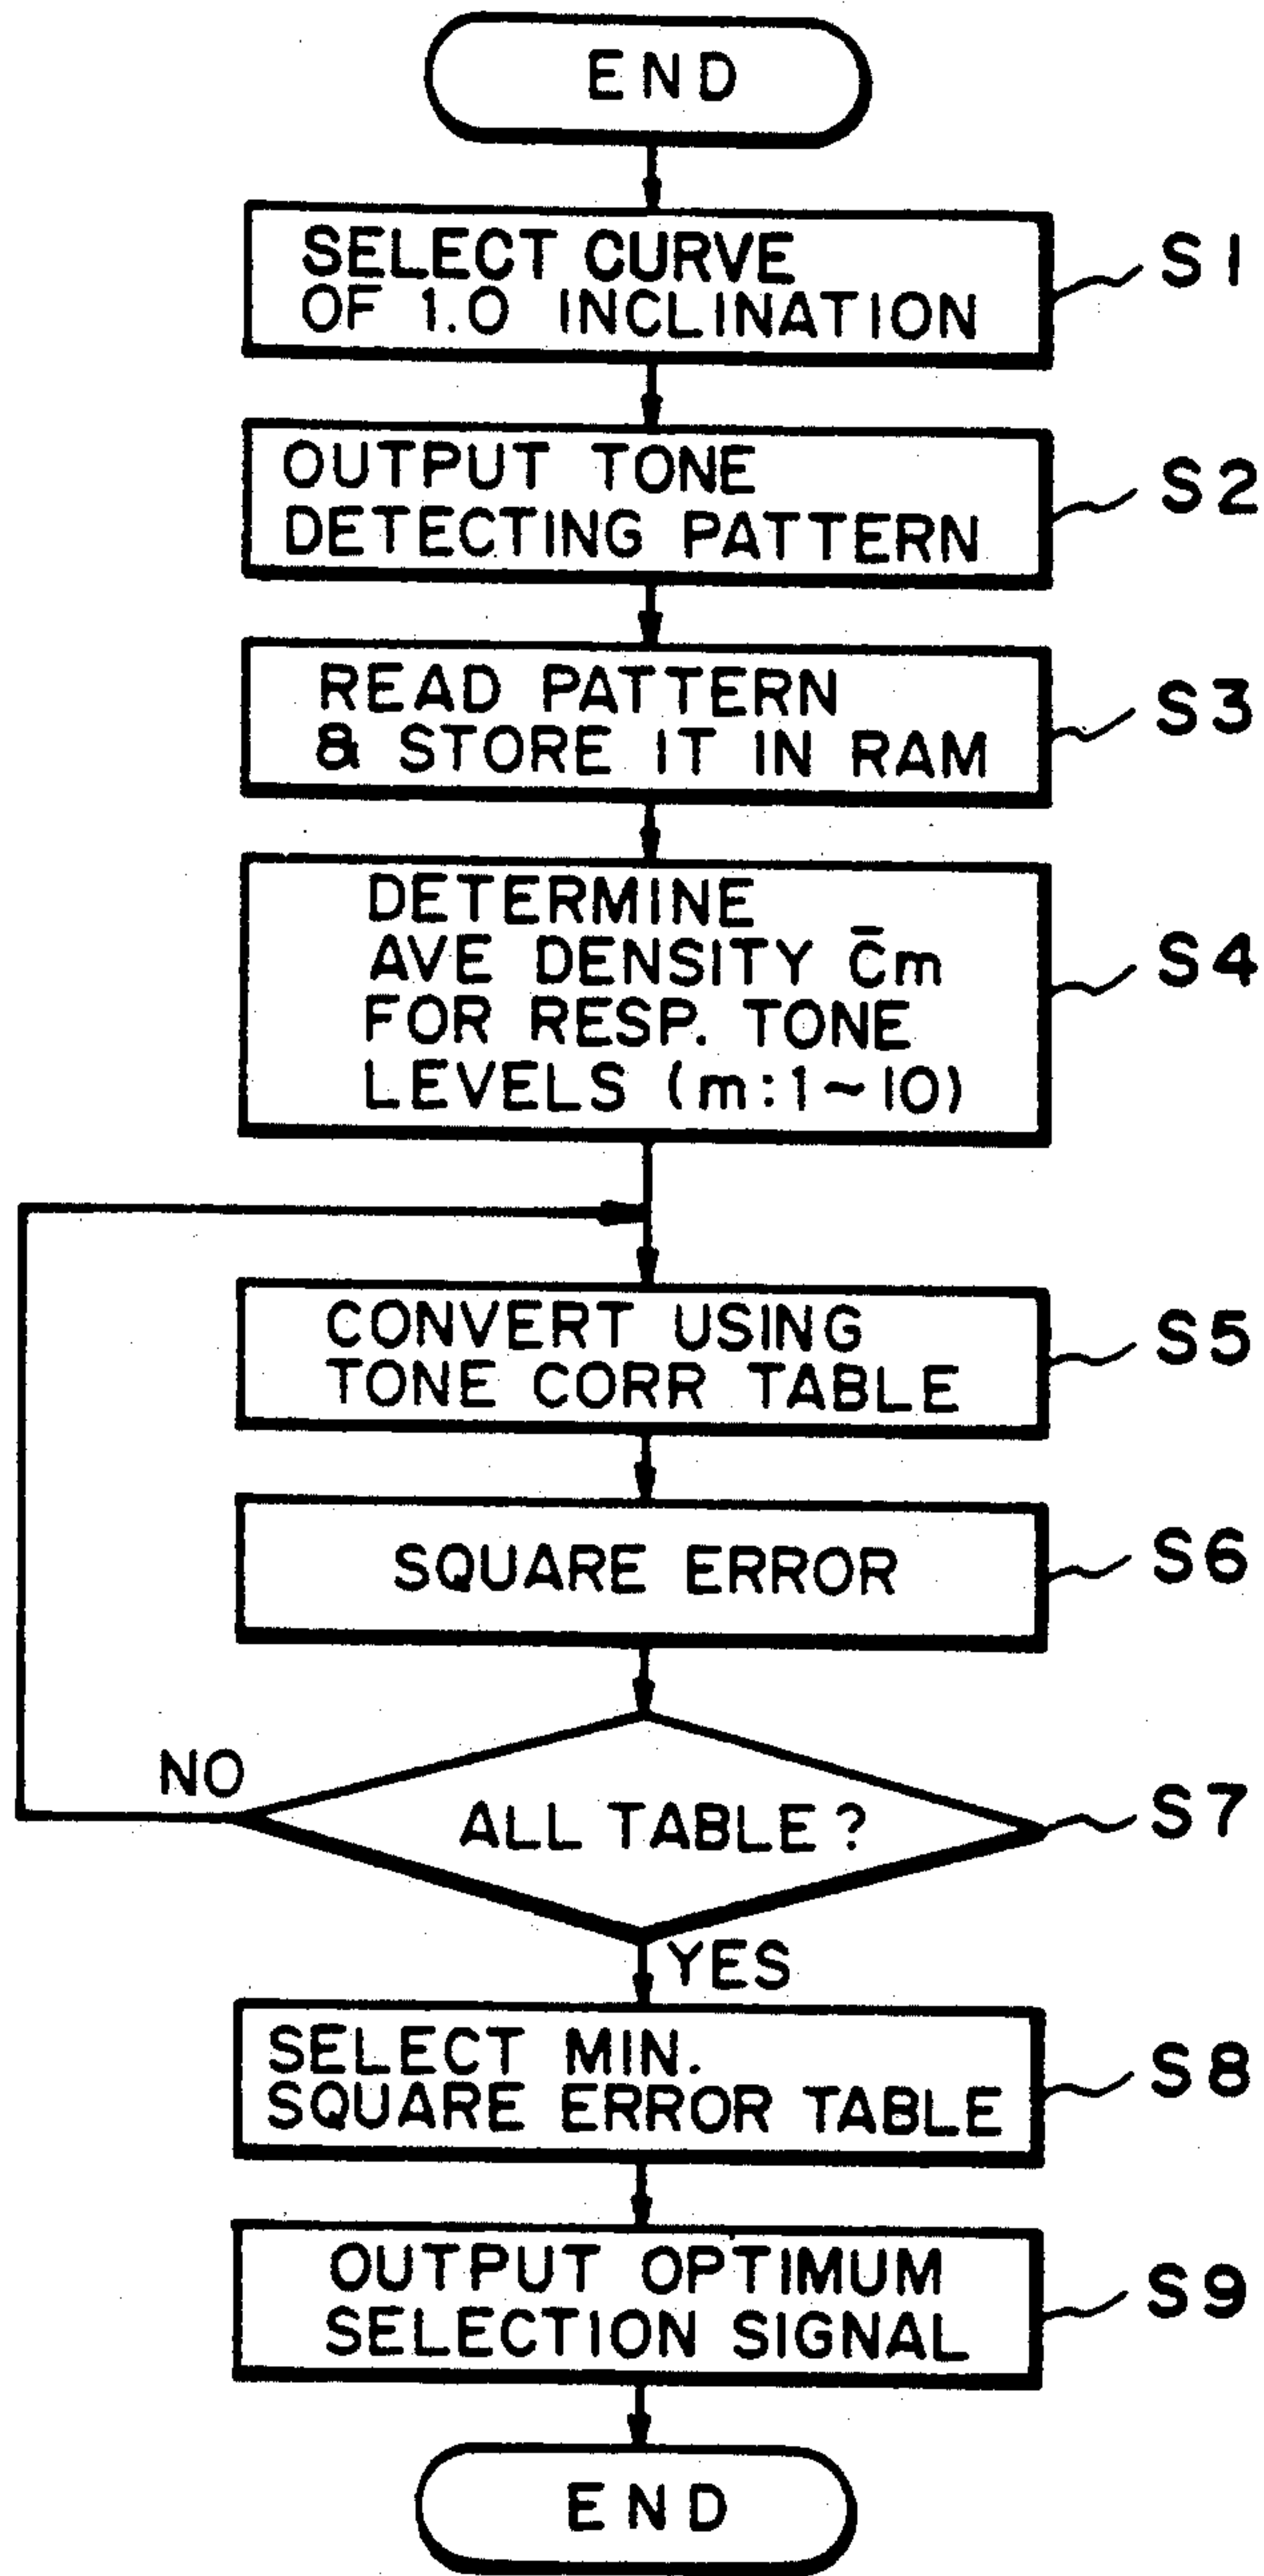 END
SELECT CURVE
OF 1.0 INCLINATION
S1
OUTPUT TONE
DETECTING PATTERN
S2
READ PATTERN
& STORE IT IN RAM
S3
DETERMINE
AVE DENSITY C̄m
FOR RESP. TONE
LEVELS (m:1~10)
S4
CONVERT USING
TONE CORR TABLE
S5
SQUARE ERROR
S6
NO
ALL TABLE?
S7
YES
SELECT MIN.
SQUARE ERROR TABLE
S8
OUTPUT OPTIMUM
SELECTION SIGNAL
S9
END